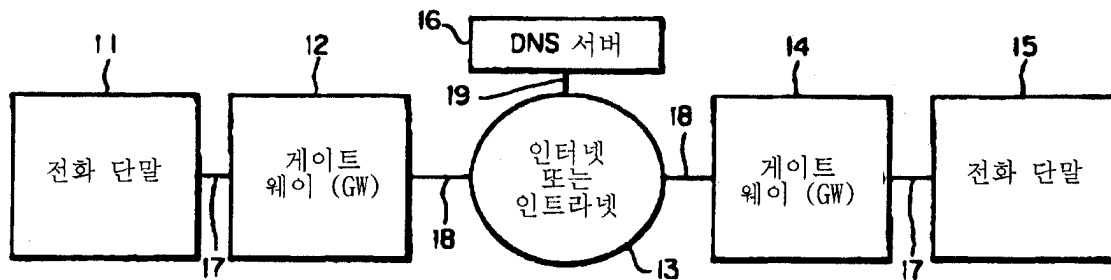 16
DNS 서버
11
12
14
15
19
전화 단말
게이트
웨이 (GW)
인터넷
또는
인트라넷
18
게이트
웨이 (GW)
전화 단말
17
18
13
17